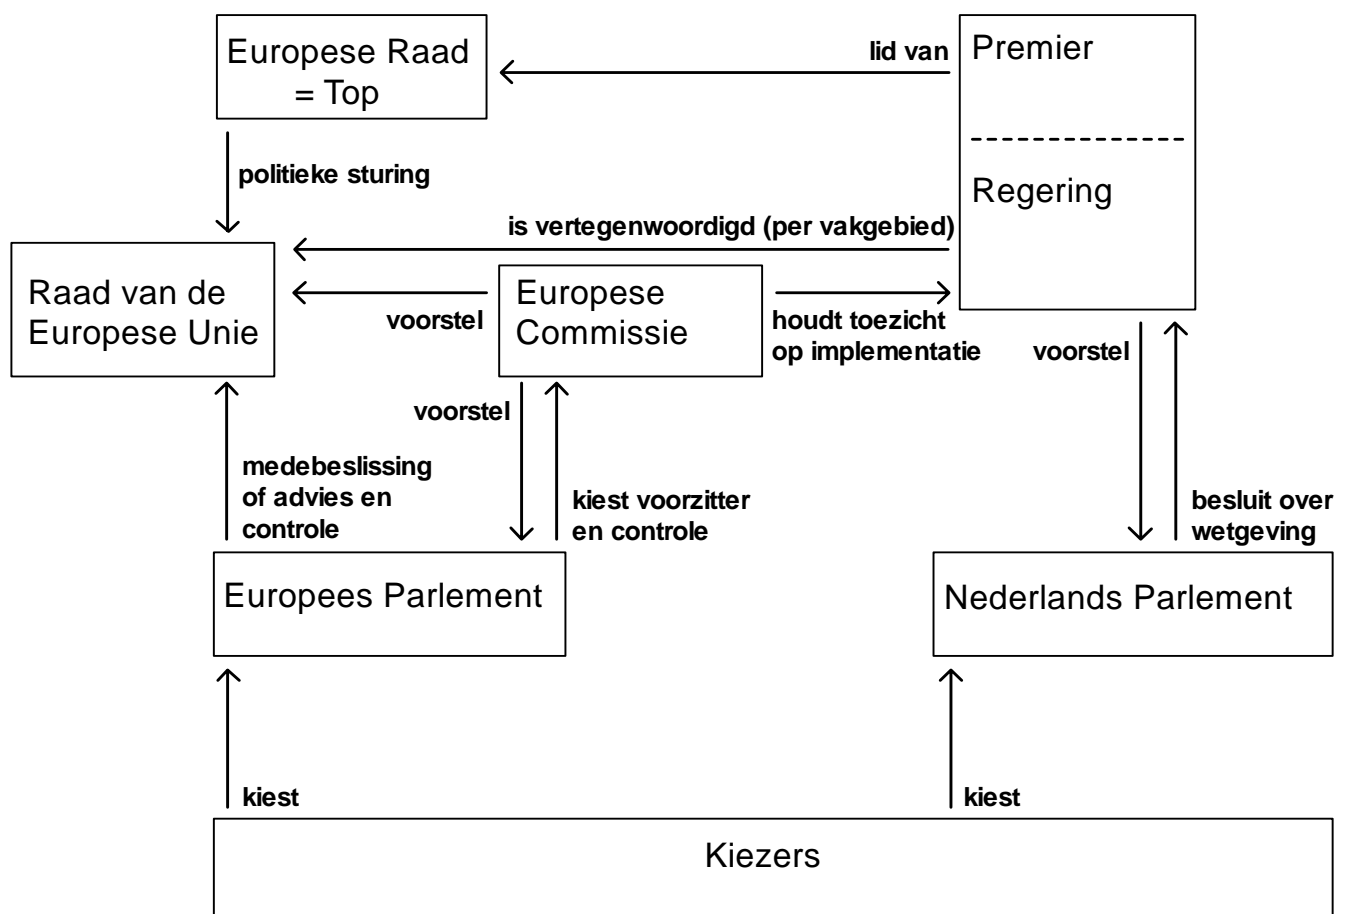 Europese Raad
= Top
lid van
Premier
politieke sturing
Regering
is vertegenwoordigd (per vakgebied)
Raad van de
Europese Unie
voorstel
Europese
Commissie
houdt toezicht
op implementatie
voorstel
voorstel
medebeslissing
of advies en
controle
kiest voorzitter
en controle
besluit over
wetgeving
Europees Parlement
Nederlands Parlement
kiest
kiest
Kiezers